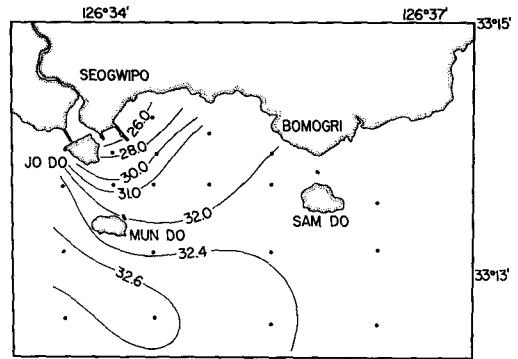 126°34'
126°37'
33°15'
SEOGWIPO
26.0
28.0
BOMOGRI
JO DO
30.0
31.0
32.0
SAM DO
MUN DO
32.4
32.6
33°13'